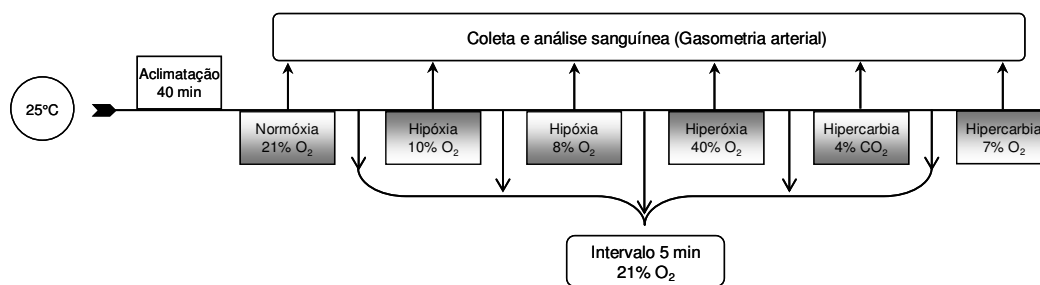 Coleta e análise sanguínea (Gasometria arterial)
Aclimatação
40 min
25°C
Normóxia
21% O₂
Hipóxia
10% O₂
Hipóxia
8% O₂
Hiperóxia
40% O₂
Hipercarbia
4% CO₂
Hipercarbia
7% O₂
Intervalo 5 min
21% O₂